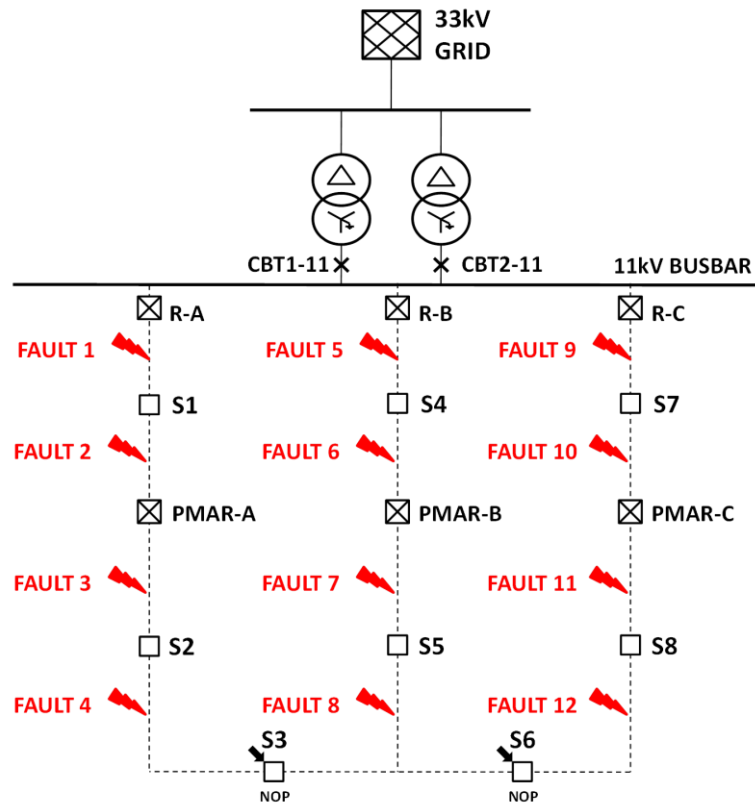 33kV
GRID
CBT1-11
CBT2-11
11kV BUSBAR
R-A
R-B
R-C
FAULT 1
FAULT 5
FAULT 9
S1
S4
S7
FAULT 2
FAULT 6
FAULT 10
PMAR-A
PMAR-B
PMAR-C
FAULT 3
FAULT 7
FAULT 11
S2
S5
S8
FAULT 4
FAULT 8
FAULT 12
S3
S6
NOP
NOP